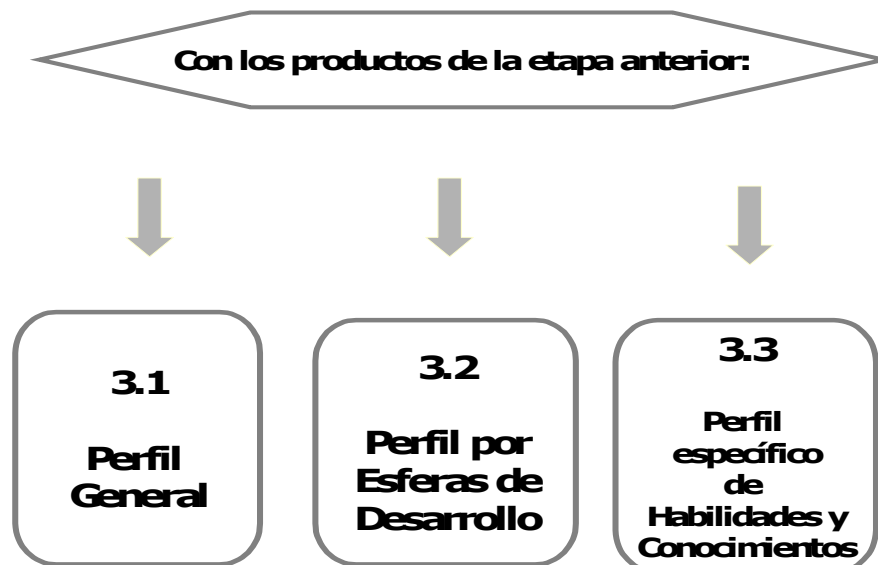 Con los productos de la etapa anterior:
3.1
Perfil
General
3.2
Perfil por
Esferas de
Desarrollo
3.3
Perfil
específico
de
Habilidades y
Conocimientos